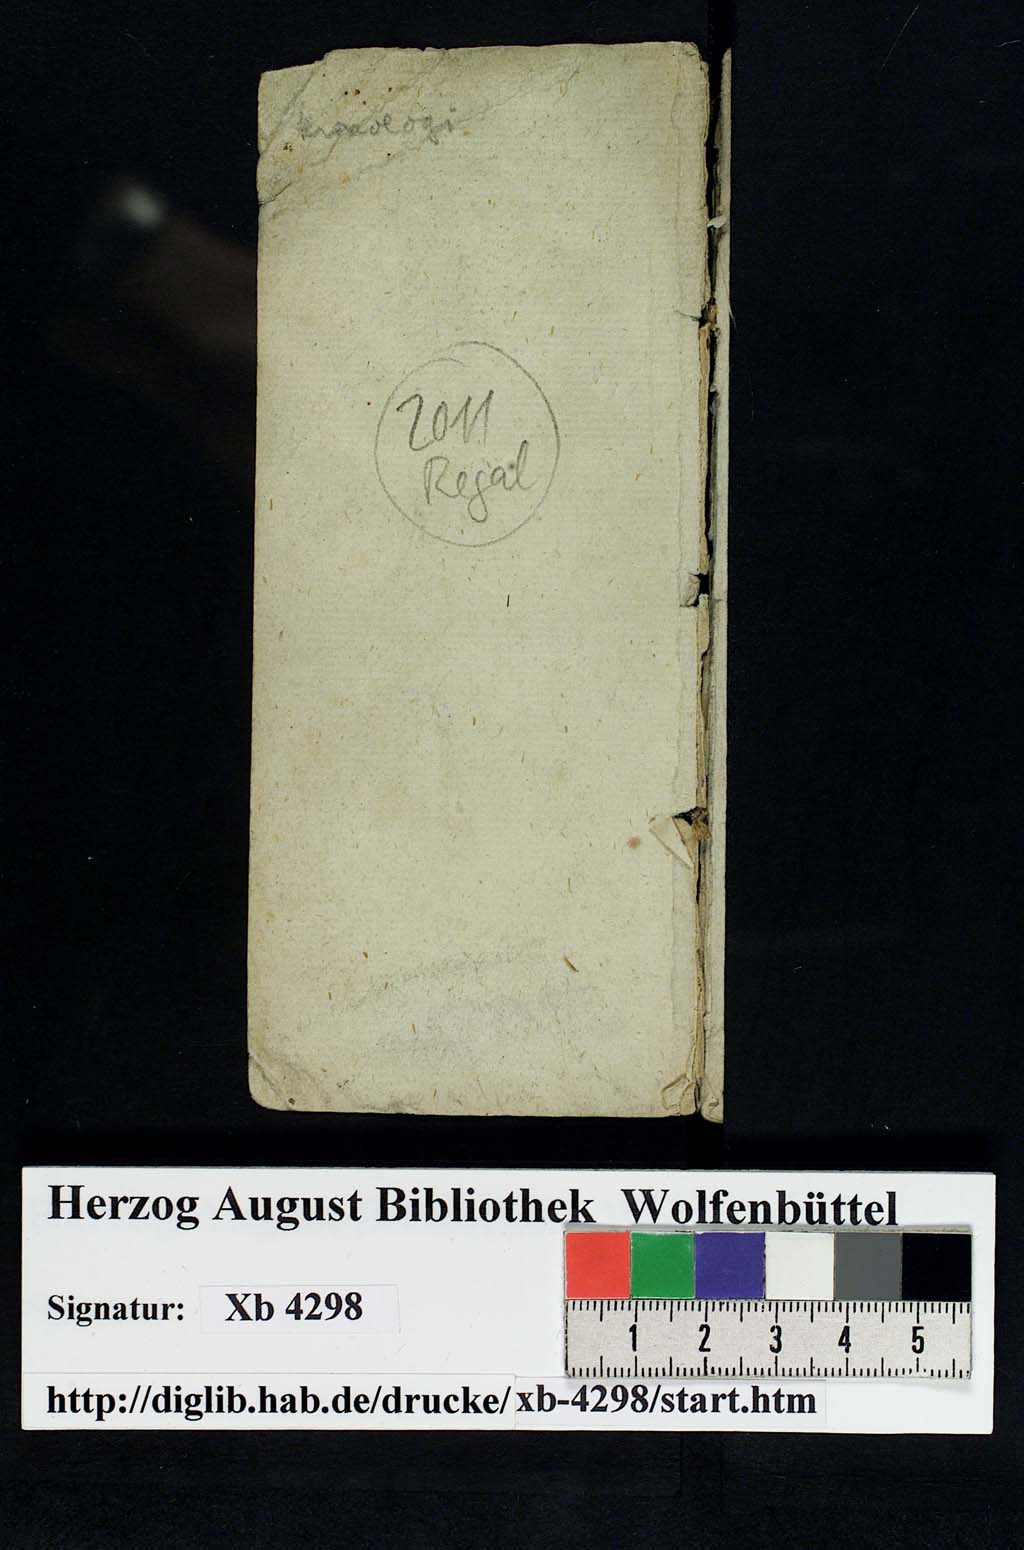 2011
Regal
Herzog August Bibliothek Wolfenbüttel
Signatur: Xb 4298
1 2 3 4 5
http://diglib.hab.de/drucke/xb-4298/start.htm